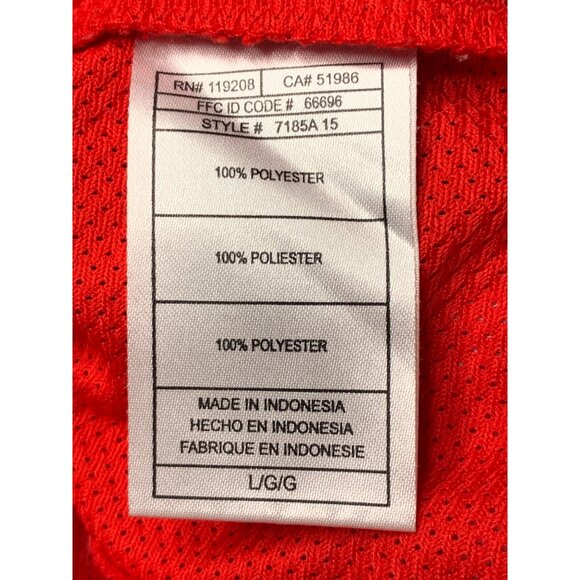 RN# 119208 CA# 51986
FFC ID CODE # 66696
STYLE # 7185A 15
100% POLYESTER
100% POLIESTER
100% POLYESTER
MADE IN INDONESIA
HECHO EN INDONESIA
FABRIQUE EN INDONESIE
L/G/G